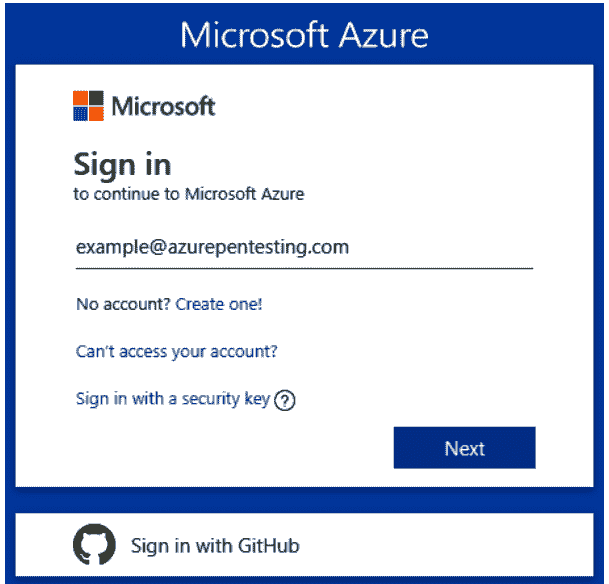 Microsoft Azure
Microsoft
Sign in
to continue to Microsoft Azure
example@azurepentesting.com
No account? Create one!
Can't access your account?
Sign in with a security key ?
Next
Sign in with GitHub